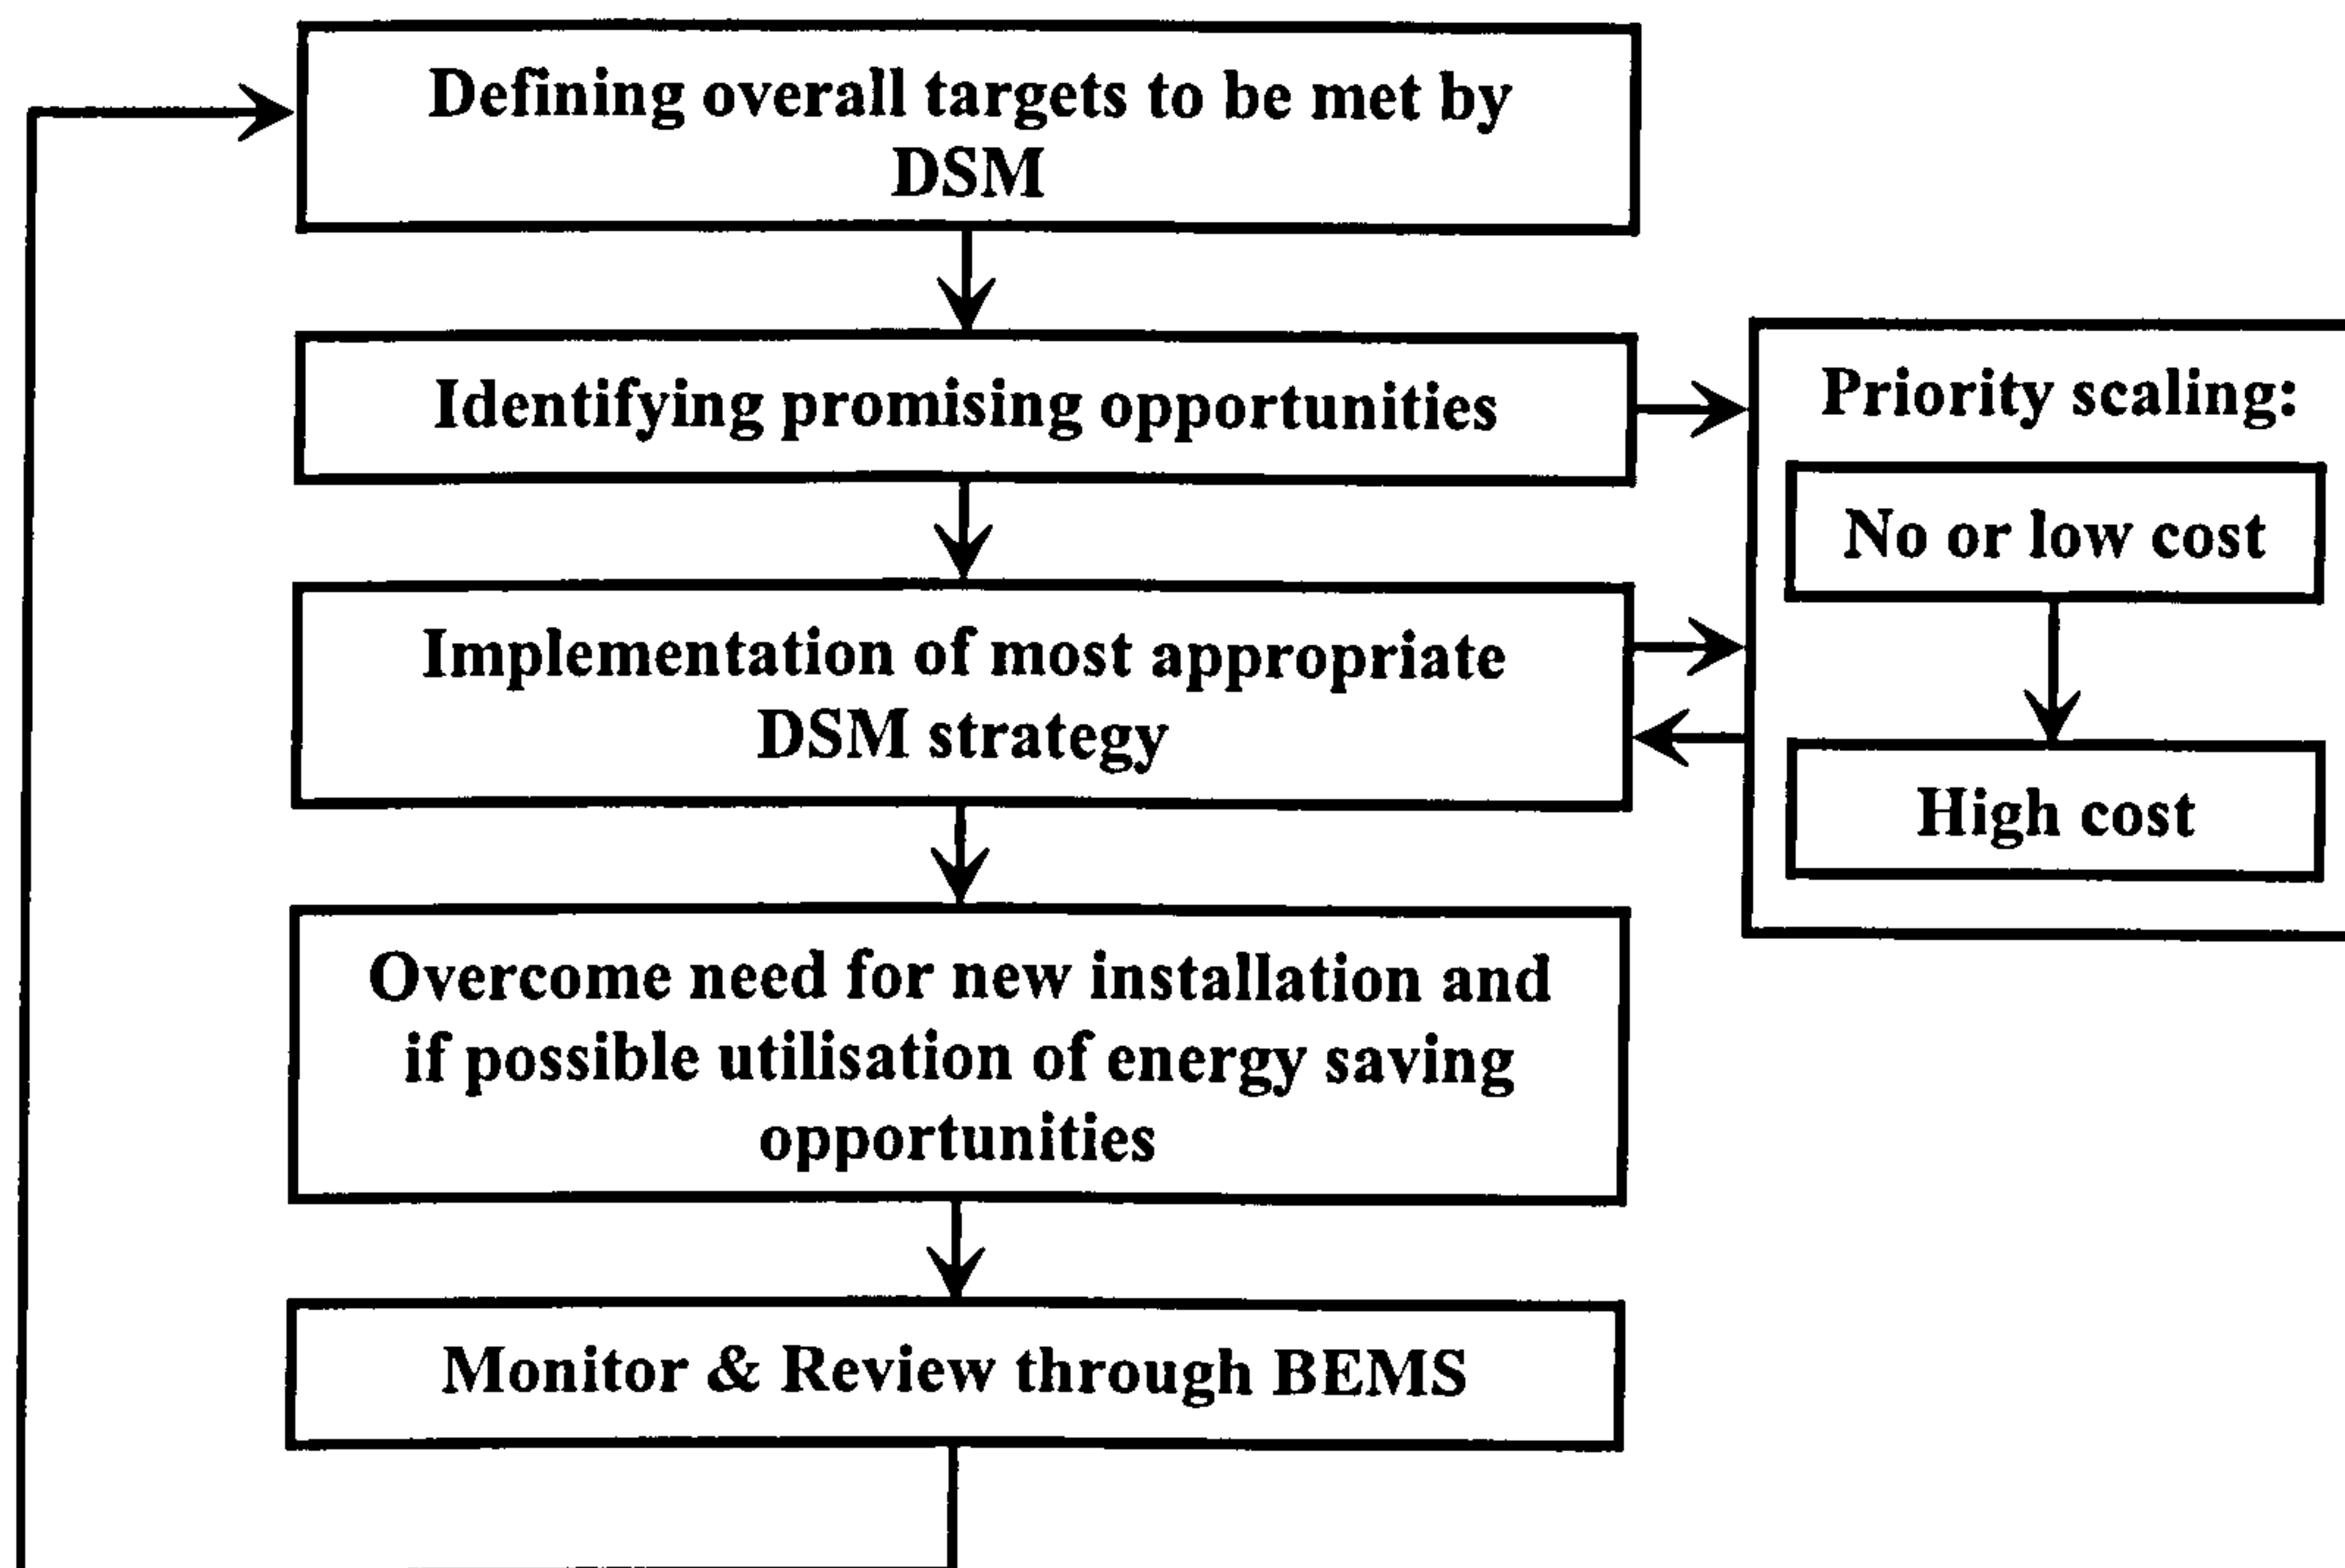 Defining overall targets to be met by
DSM
Identifying promising opportunities
Priority scaling:
No or low cost
Implementation of most appropriate
DSM strategy
High cost
Overcome need for new installation and
if possible utilisation of energy saving
opportunities
Monitor & Review through BEMS